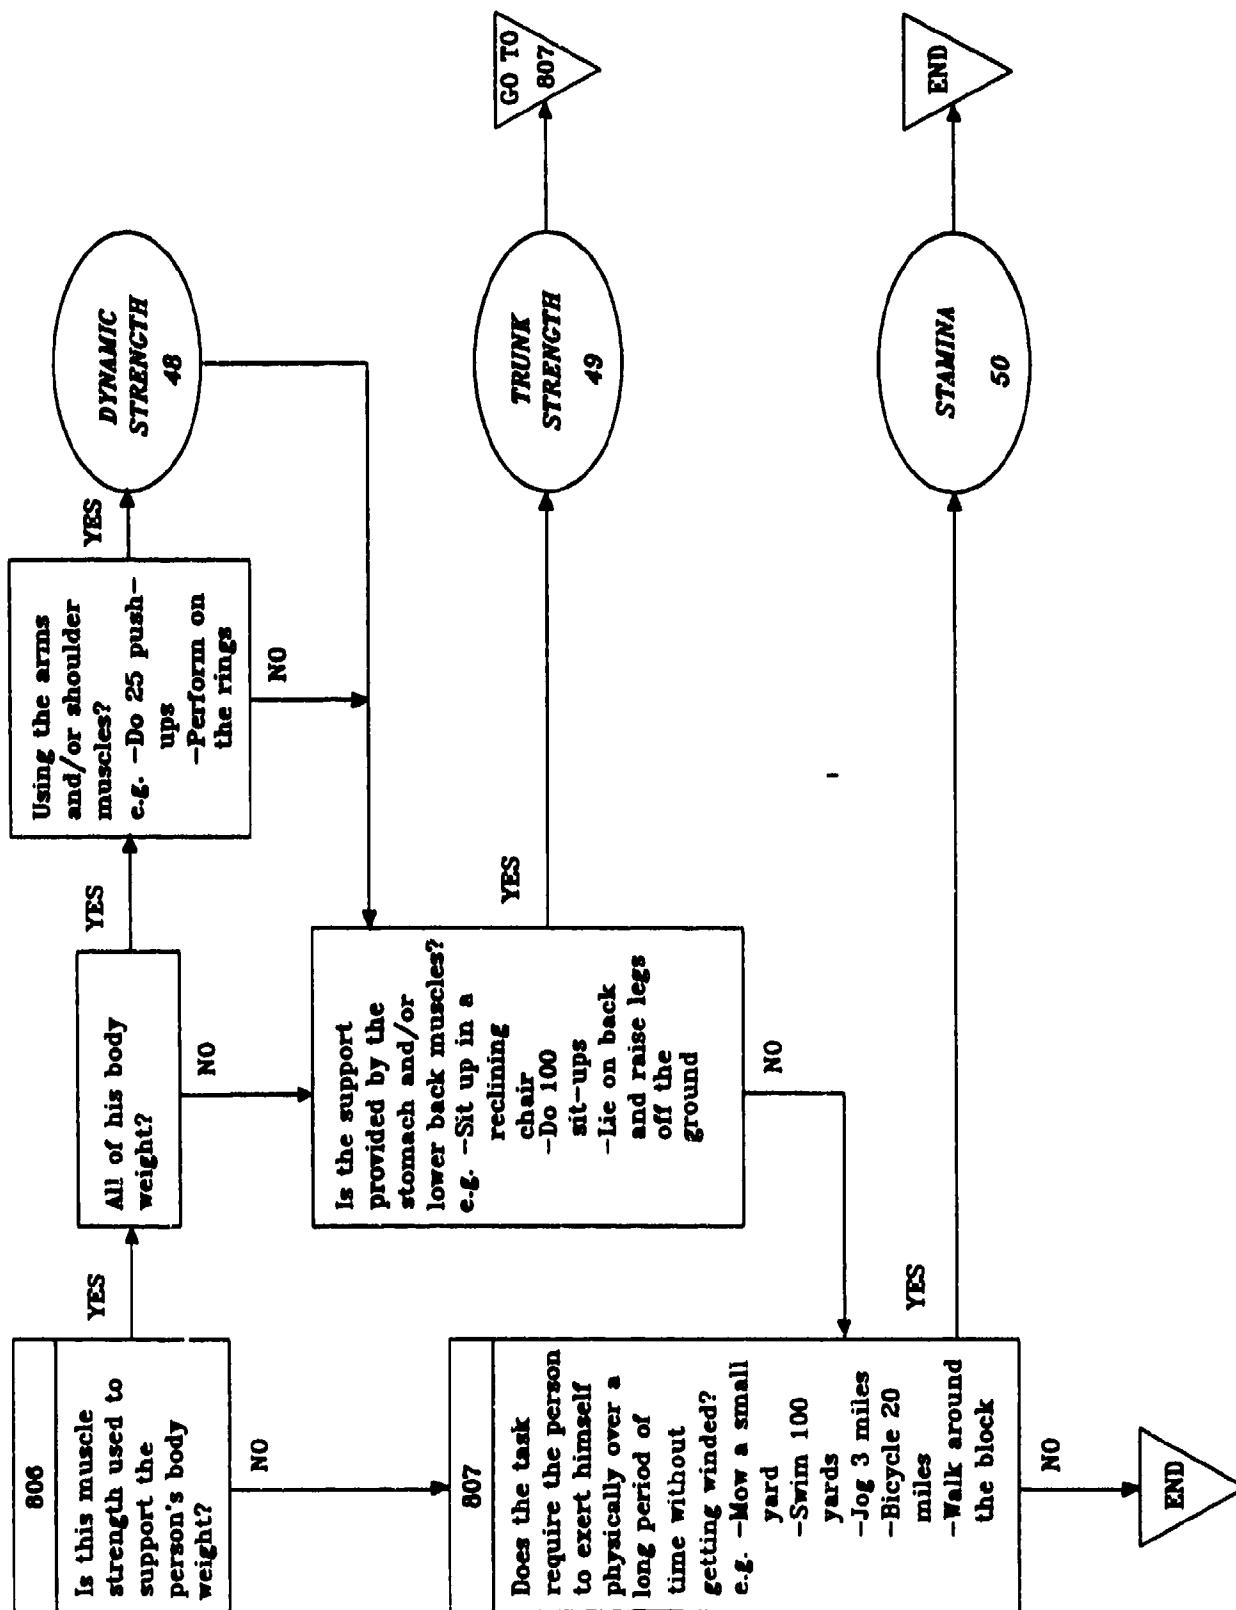 806
Is this muscle
strength used to
support the
person's body
weight?
YES
NO
All of his body
weight?
YES
NO
Using the arms
and/or shoulder
muscles?
e.g. -Do 25 push-
ups
-Perform on
the rings
YES
NO
DYNAMIC
STRENGTH
48
Is the support
provided by the
stomach and/or
lower back muscles?
e.g. -Sit up in a
reclining
chair
-Do 100
sit-ups
-Lie on back
and raise legs
off the
ground
YES
NO
TRUNK
STRENGTH
49
GO TO
807
807
Does the task
require the person
to exert himself
physically over a
long period of
time without
getting winded?
e.g. -Mow a small
yard
-Swim 100
yards
-Jog 3 miles
-Bicycle 20
miles
-Walk around
the block
YES
NO
STAMINA
50
END
END